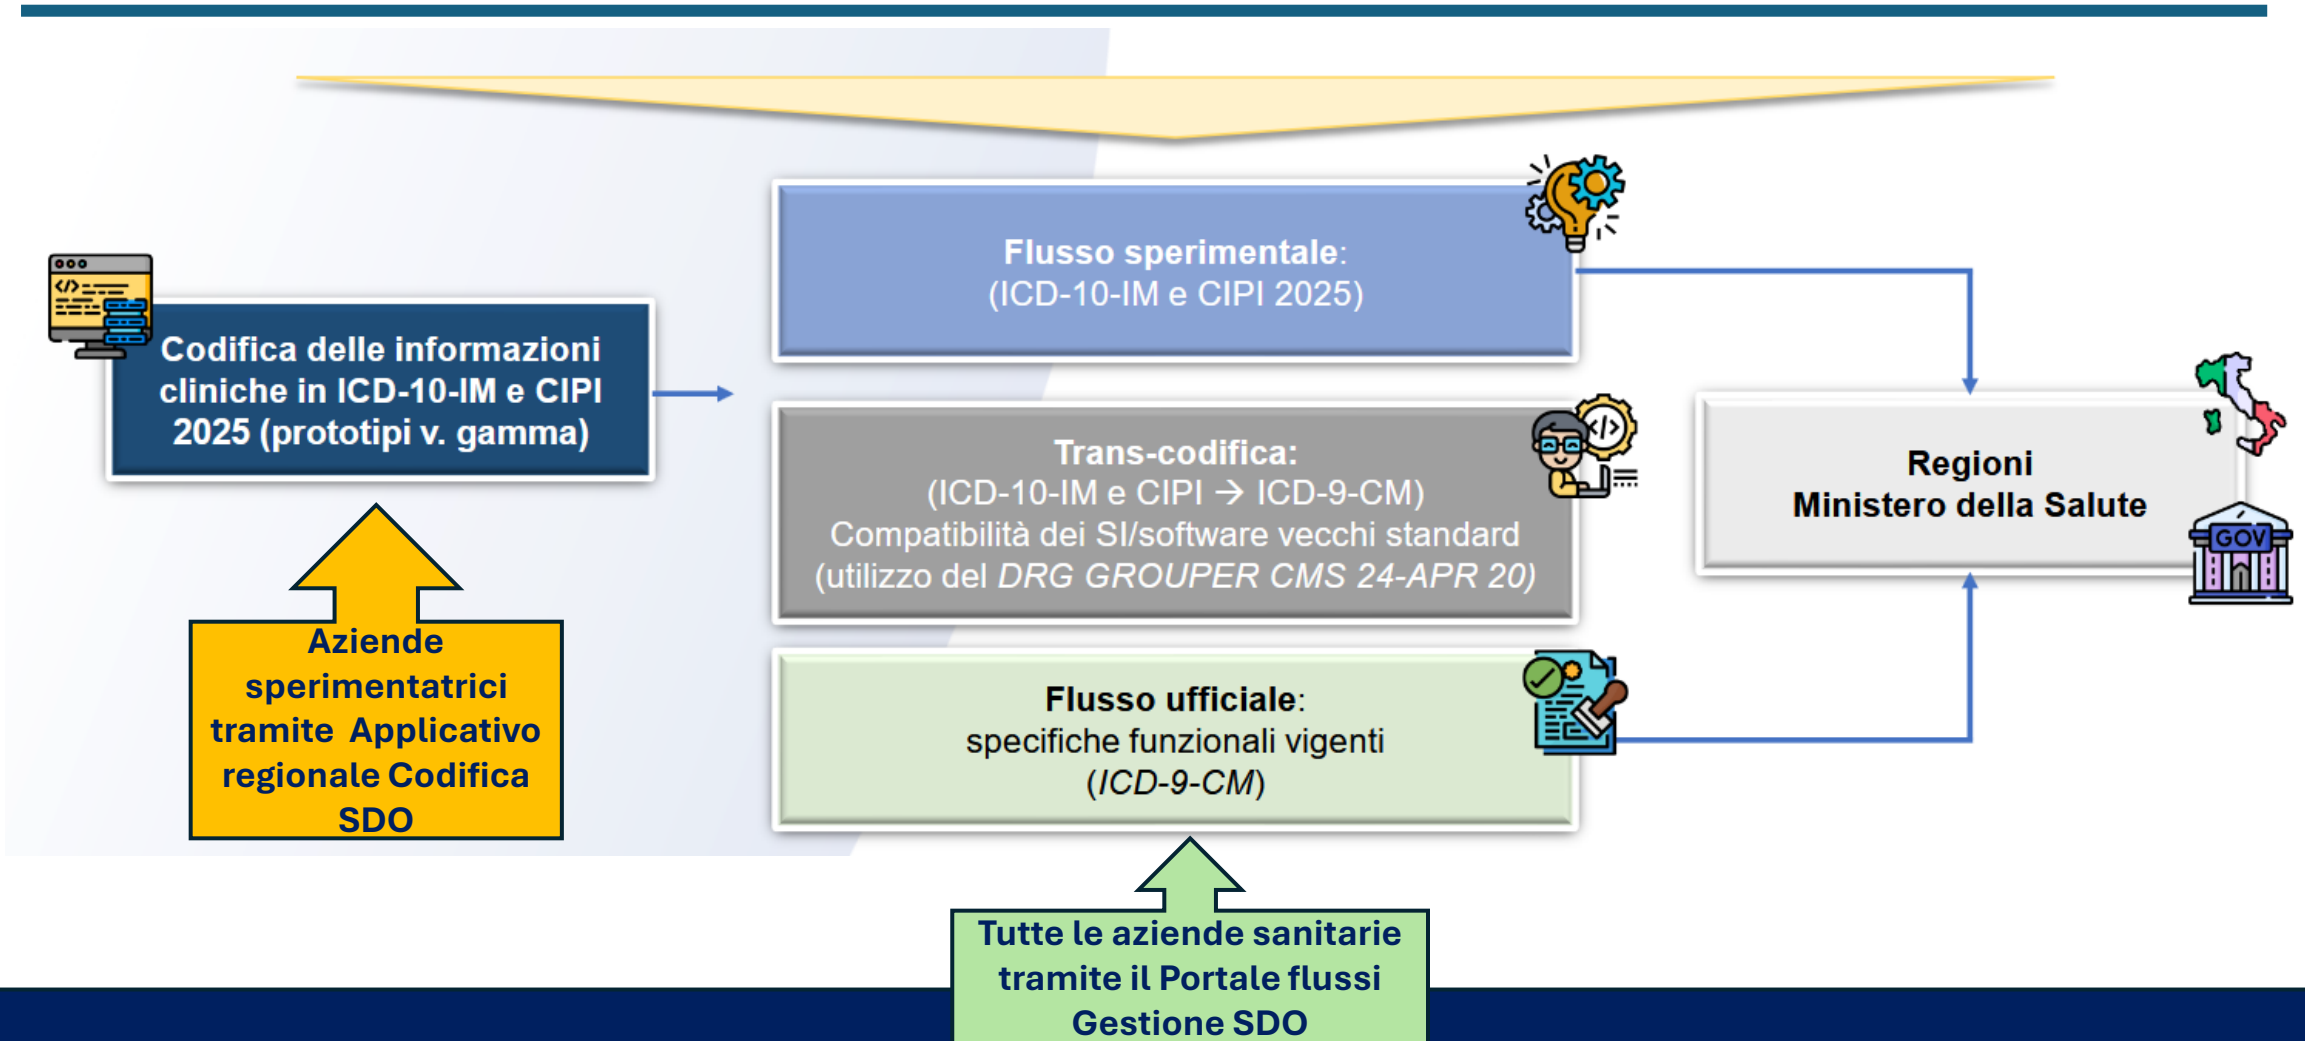 Codifica delle informazioni
cliniche in ICD-10-IM e CIPI
2025 (prototipi v. gamma)
Aziende
sperimentatrici
tramite Applicativo
regionale Codifica
SDO
Flusso sperimentale:
(ICD-10-IM e CIPI 2025)
Trans-codifica:
(ICD-10-IM e CIPI → ICD-9-CM)
Compatibilità dei SI/software vecchi standard
(utilizzo del DRG GROUPER CMS 24-APR 20)
Flusso ufficiale:
specifiche funzionali vigenti
(ICD-9-CM)
Tutte le aziende sanitarie
tramite il Portale flussi
Gestione SDO
Regioni
Ministero della Salute
GOV